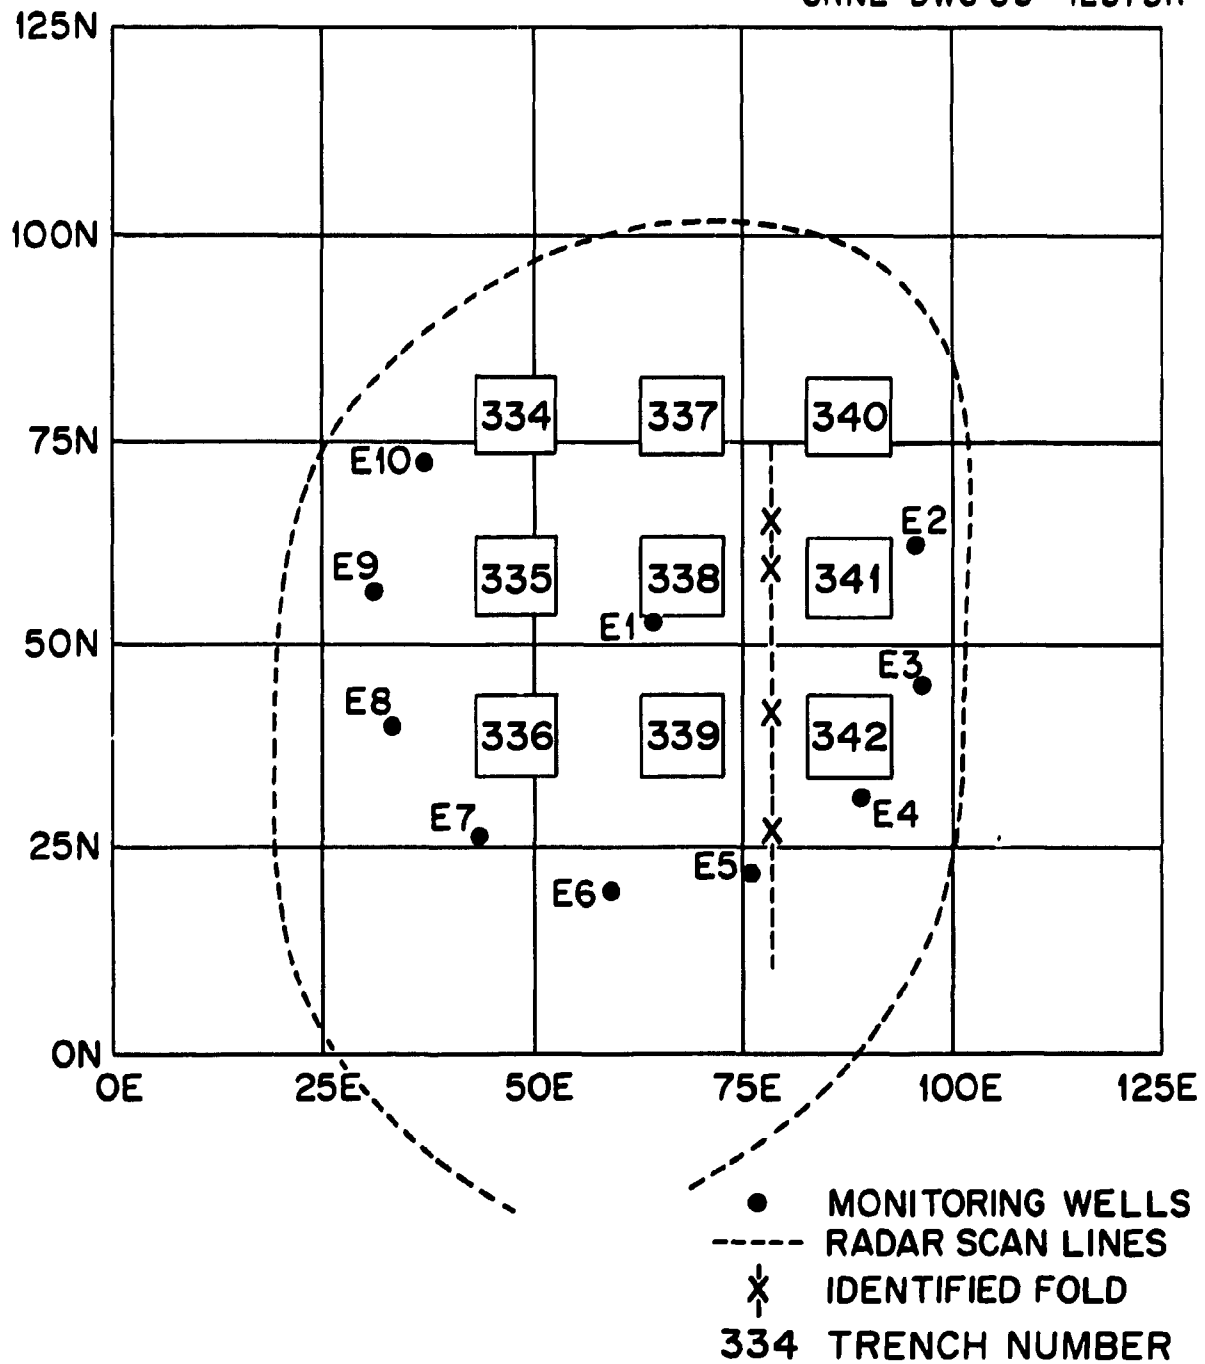 125N
100N
334 337 340
75N
E10
E2
E9
335 338 341
E1
50N
E3
E8
336 339 342
E7
E4
25N
E5
E6
0N
0E 25E 50E 75E 100E 125E
MONITORING WELLS
RADAR SCAN LINES
X IDENTIFIED FOLD
334 TRENCH NUMBER